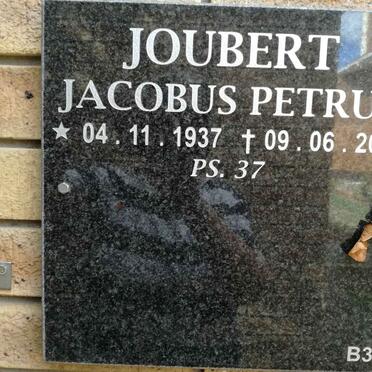 JOUBERT
JACOBUS PETRU
★ 04.11.1937 † 09.06.20
PS. 37
B3